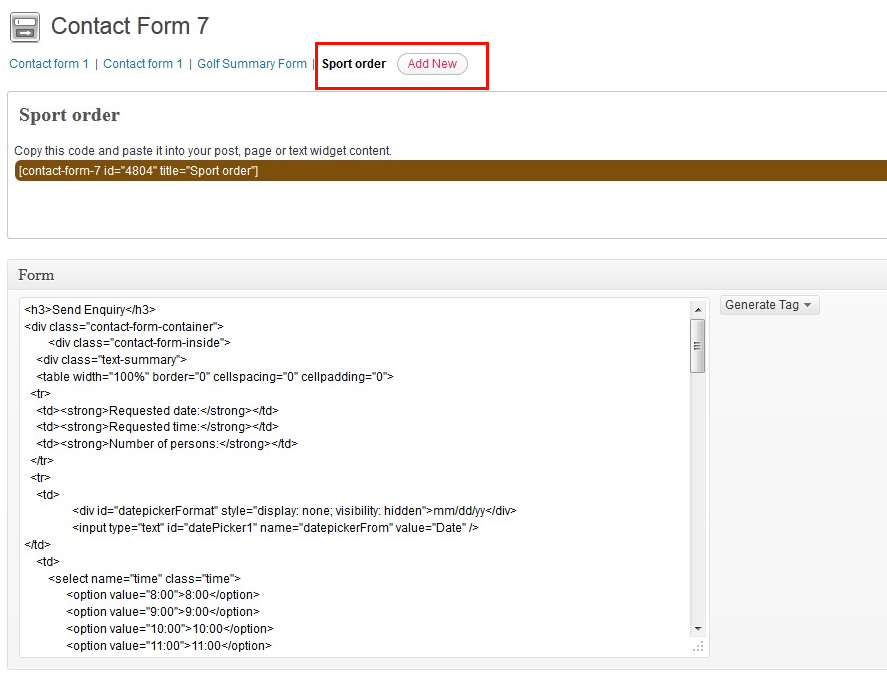 Contact Form 7
Contact form 1 | Contact form 1 | Golf Summary Form | Sport order Add New
Sport order
Copy this code and paste it into your post, page or text widget content.
[contact-form-7 id="4804" title="Sport order"]
Form
Generate Tag
<h3>Send Enquiry</h3>
<div class="contact-form-container">
<div class="contact-form-inside">
<div class="text-summary">
<table width="100%" border="0" cellspacing="0" cellpadding="0">
<tr>
<td><strong>Requested date:</strong></td>
<td><strong>Requested time:</strong></td>
<td><strong>Number of persons:</strong></td>
</tr>
<tr>
<td>
<div id="datepickerFormat" style="display: none; visibility: hidden">mm/dd/yy</div>
<input type="text" id="datePicker1" name="datepickerFrom" value="Date" />
</td>
<td>
<select name="time" class="time">
<option value="8:00">8:00</option>
<option value="9:00">9:00</option>
<option value="10:00">10:00</option>
<option value="11:00">11:00</option>